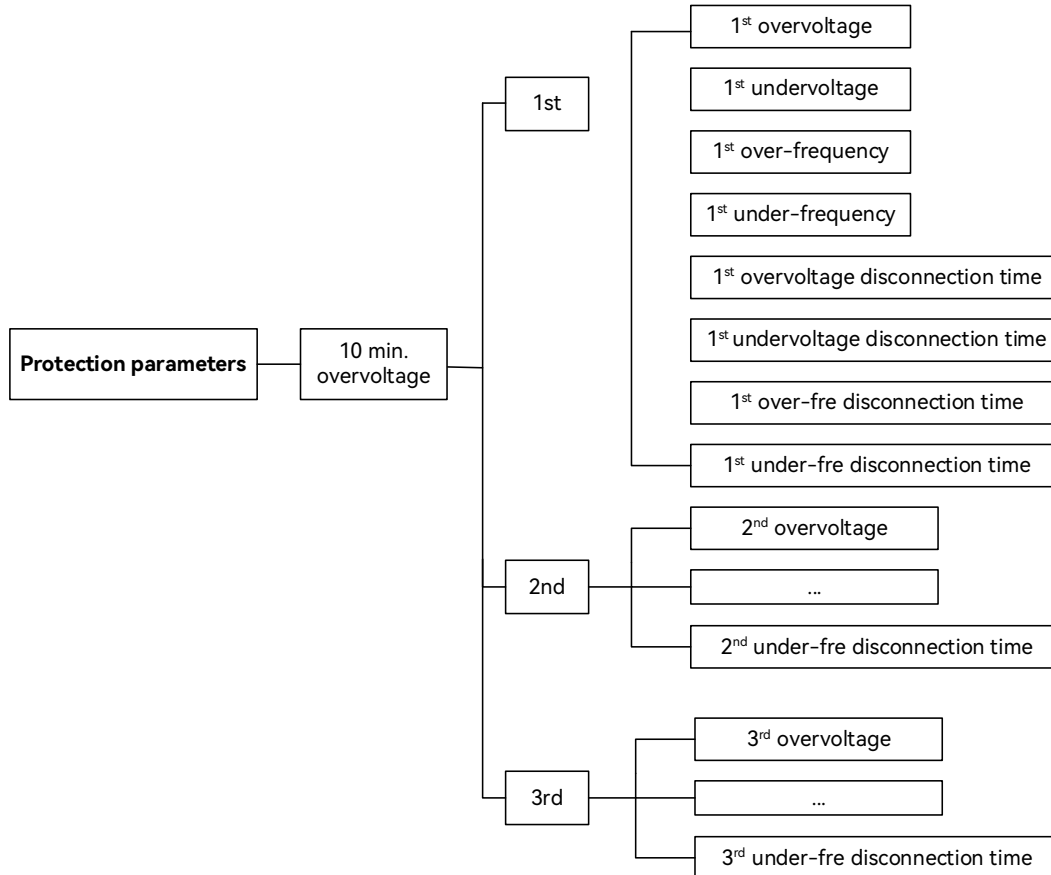 Protection parameters
10 min.
overvoltage
1st
1st overvoltage
1st undervoltage
1st over-frequency
1st under-frequency
1st overvoltage disconnection time
1st undervoltage disconnection time
1st over-fre disconnection time
1st under-fre disconnection time
2nd
2nd overvoltage
...
2nd under-fre disconnection time
3rd
3rd overvoltage
...
3rd under-fre disconnection time